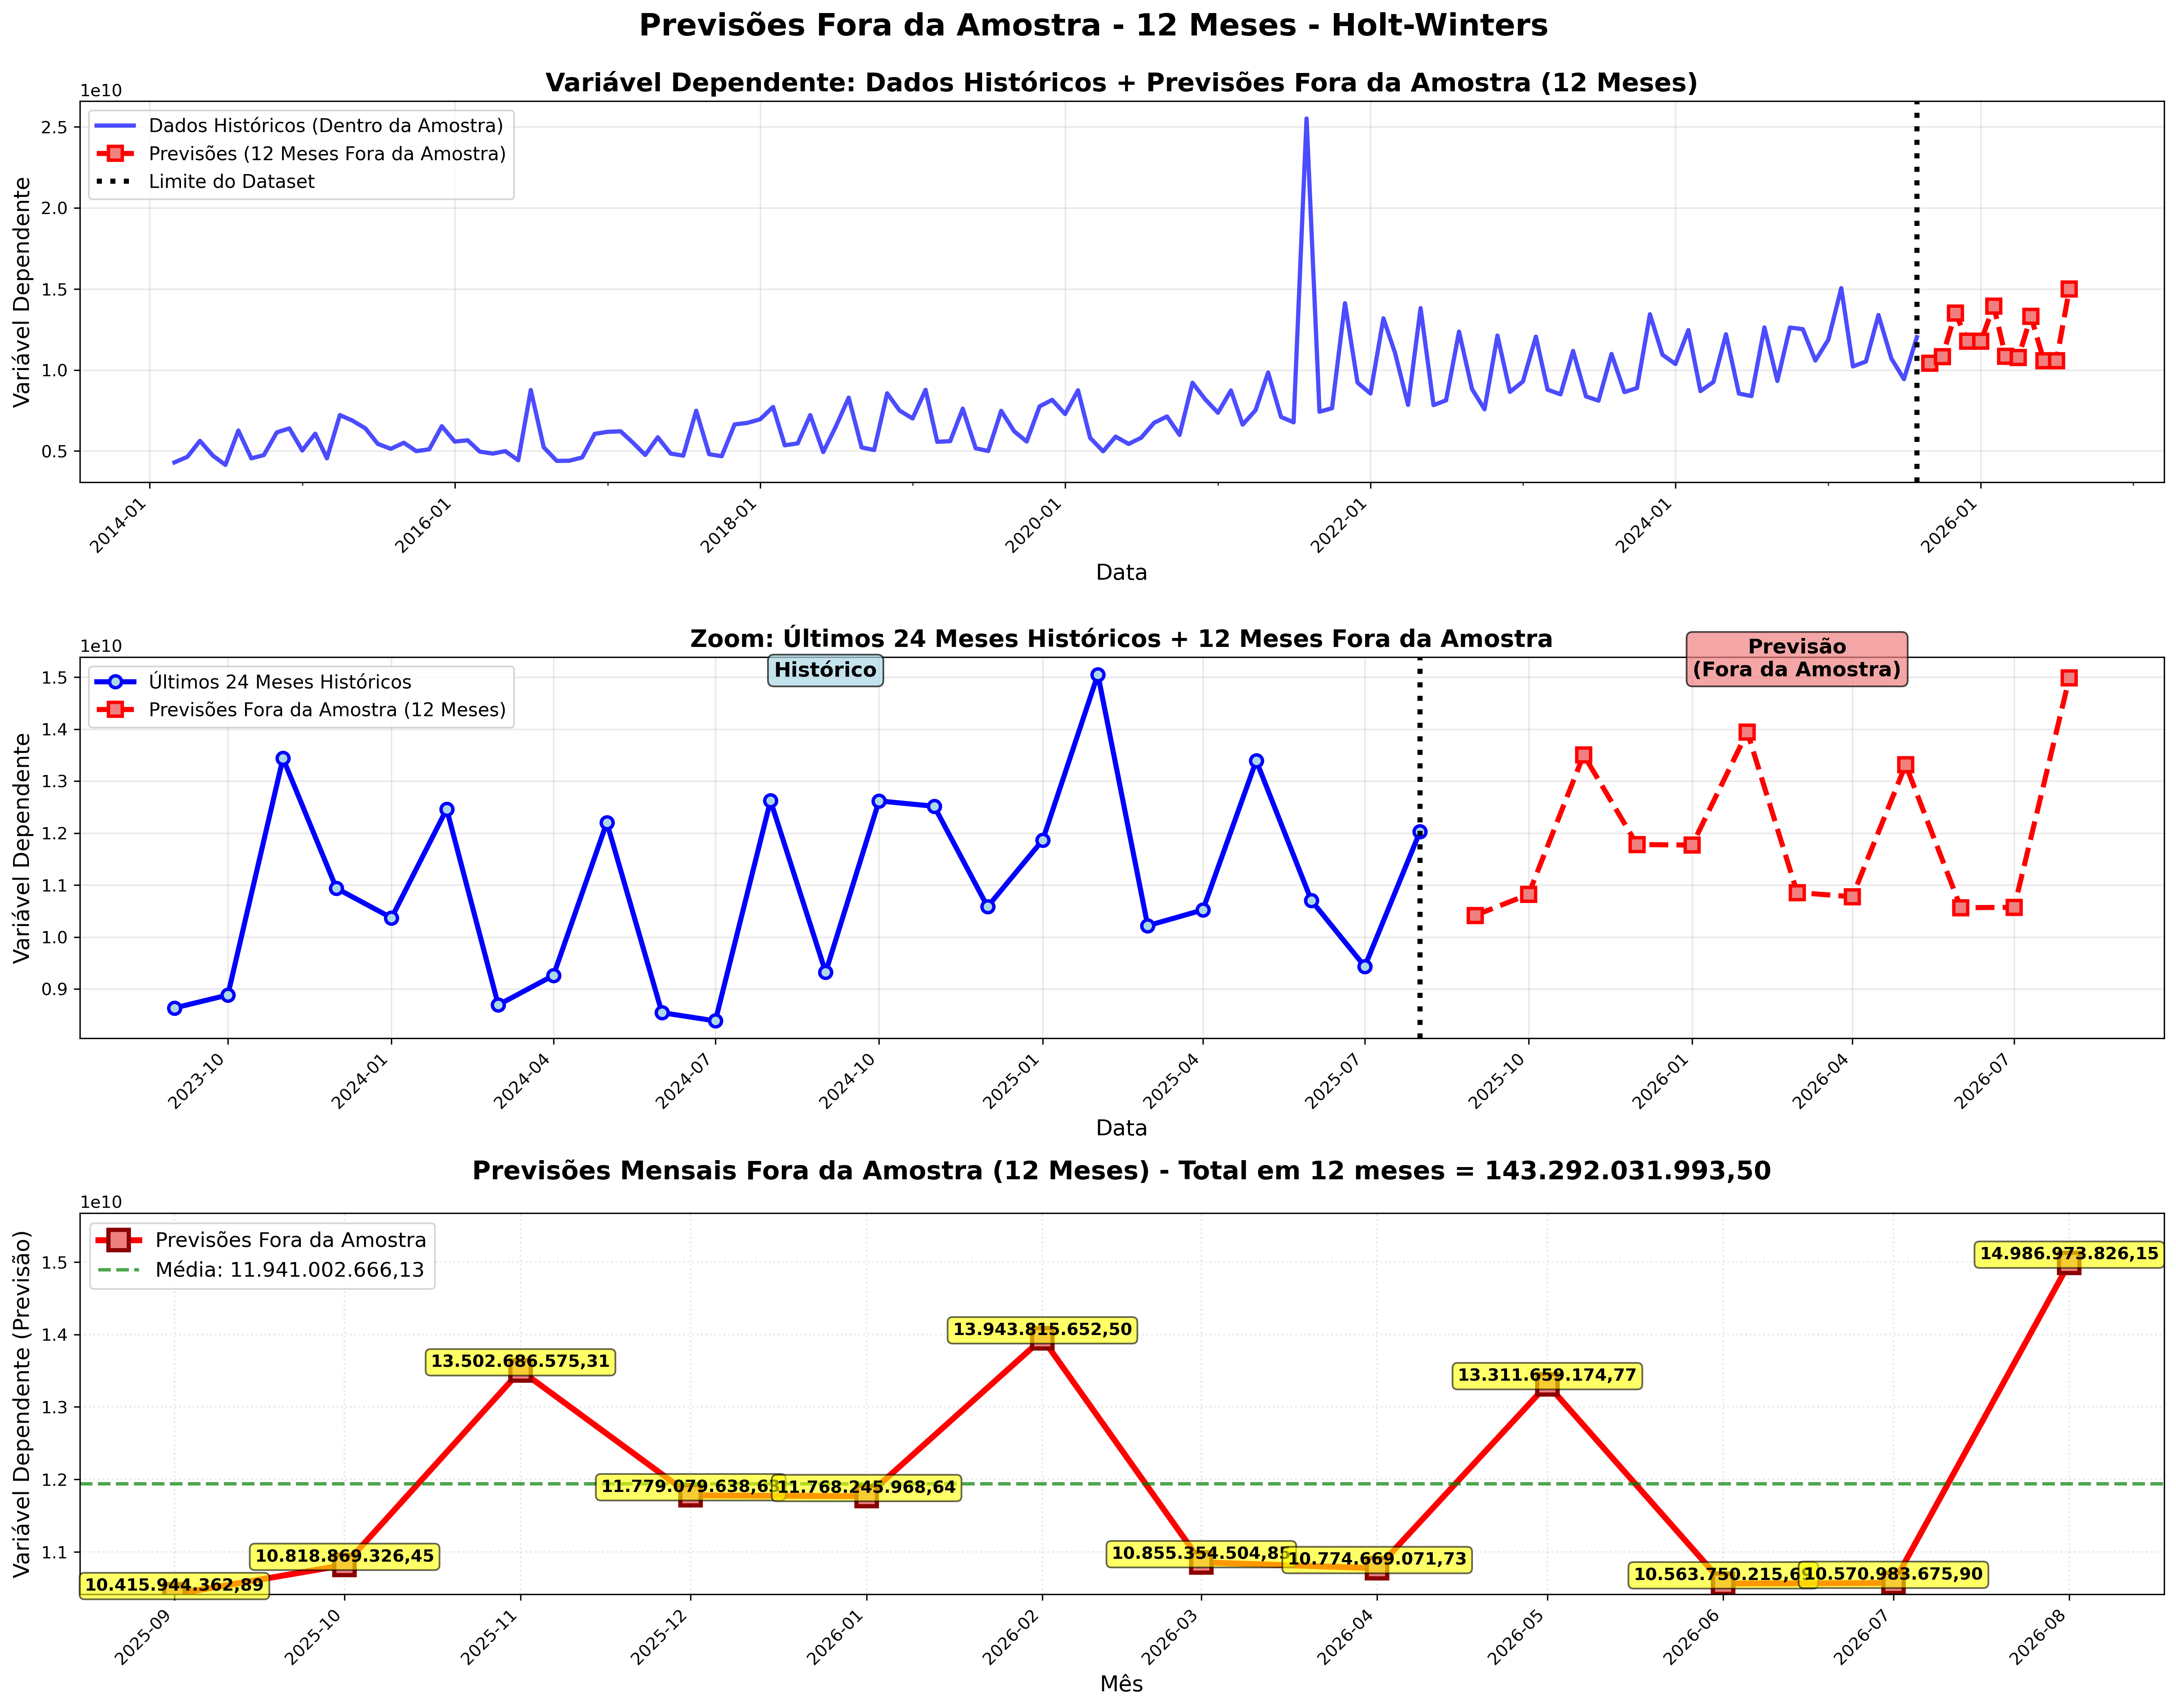 Previsões Fora da Amostra - 12 Meses - Holt-Winters
Variável Dependente: Dados Históricos + Previsões Fora da Amostra (12 Meses)
1e10
Dados Históricos (Dentro da Amostra)
Previsões (12 Meses Fora da Amostra)
Limite do Dataset
Variável Dependente
2.5
2.0
1.5
1.0
0.5
2014-01
2016-01
2018-01
2020-01
2022-01
2024-01
2026-01
Data
Zoom: Últimos 24 Meses Históricos + 12 Meses Fora da Amostra
1e10
Histórico
Previsão
(Fora da Amostra)
Últimos 24 Meses Históricos
Previsões Fora da Amostra (12 Meses)
Variável Dependente
1.5
1.4
1.3
1.2
1.1
1.0
0.9
2023-10
2024-01
2024-04
2024-07
2024-10
2025-01
2025-04
2025-07
2025-10
2026-01
2026-04
2026-07
Data
Previsões Mensais Fora da Amostra (12 Meses) - Total em 12 meses = 143.292.031.993,50
1e10
Previsões Fora da Amostra
Média: 11.941.002.666,13
Variável Dependente (Previsão)
1.5
1.4
1.3
1.2
1.1
10.415.944.362,89
10.818.869.326,45
13.502.686.575,31
11.768.245.968,64
13.943.815.652,50
10.774.669.071,73
13.311.659.174,77
10.570.983.675,90
14.986.973.826,15
2025-09
2025-10
2025-11
2025-12
2026-01
2026-02
2026-03
2026-04
2026-05
2026-06
2026-07
2026-08
Mês